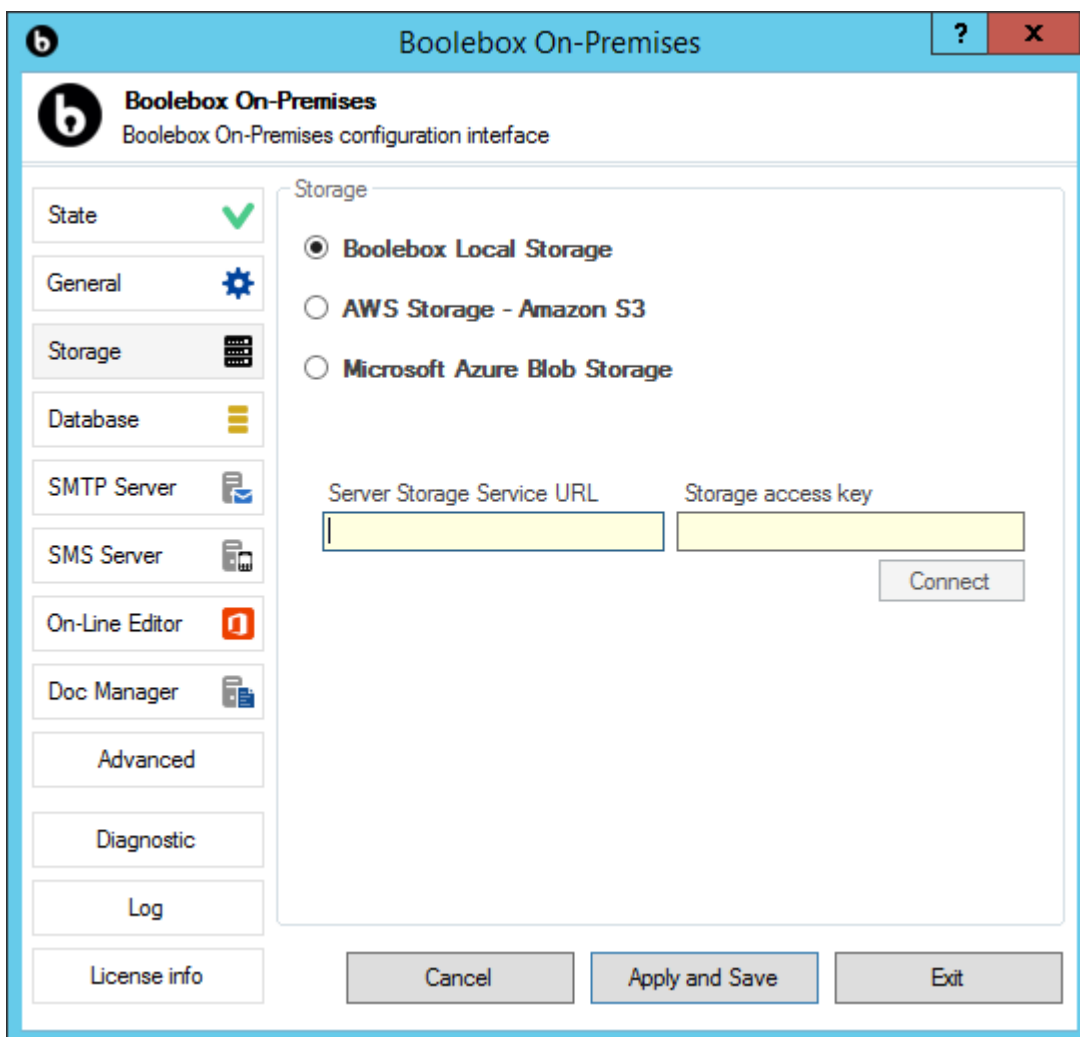 Boolebox On-Premises
?
x
Boolebox On-Premises
Boolebox On-Premises configuration interface
State
General
Storage
Database
SMTP Server
SMS Server
On-Line Editor
Doc Manager
Advanced
Diagnostic
Log
License info
Storage
Boolebox Local Storage
AWS Storage - Amazon S3
Microsoft Azure Blob Storage
Server Storage Service URL
Storage access key
Connect
Cancel
Apply and Save
Exit